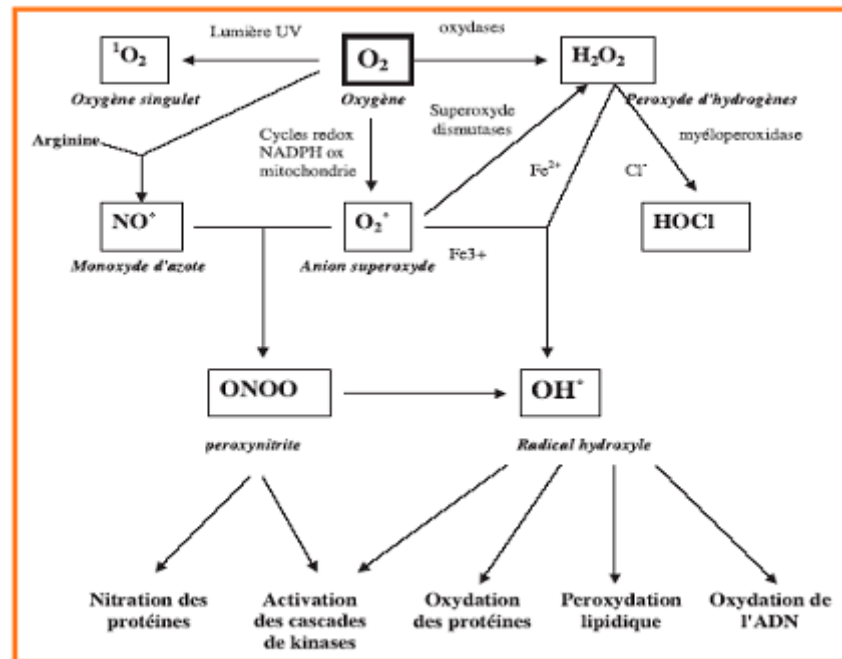 Lumière UV
oxydases
¹O₂
O₂
H₂O₂
Oxygène singulet
Oxygène
Peroxyde d'hydrogènes
Superoxyde
dismutases
Arginine
Cycles redox
NADPH ox
mitochondrie
myéloperoxidase
Fe²⁺
Cl⁻
NO°
O₂°
HOCl
Monoxyde d'azote
Anion superoxyde
Fe3+
ONOO
OH°
peroxynitrite
Radical hydroxyle
Nitration des
protéines
Activation
des cascades
de kinases
Oxydation
des protéines
Peroxydation
lipidique
Oxydation de
l'ADN